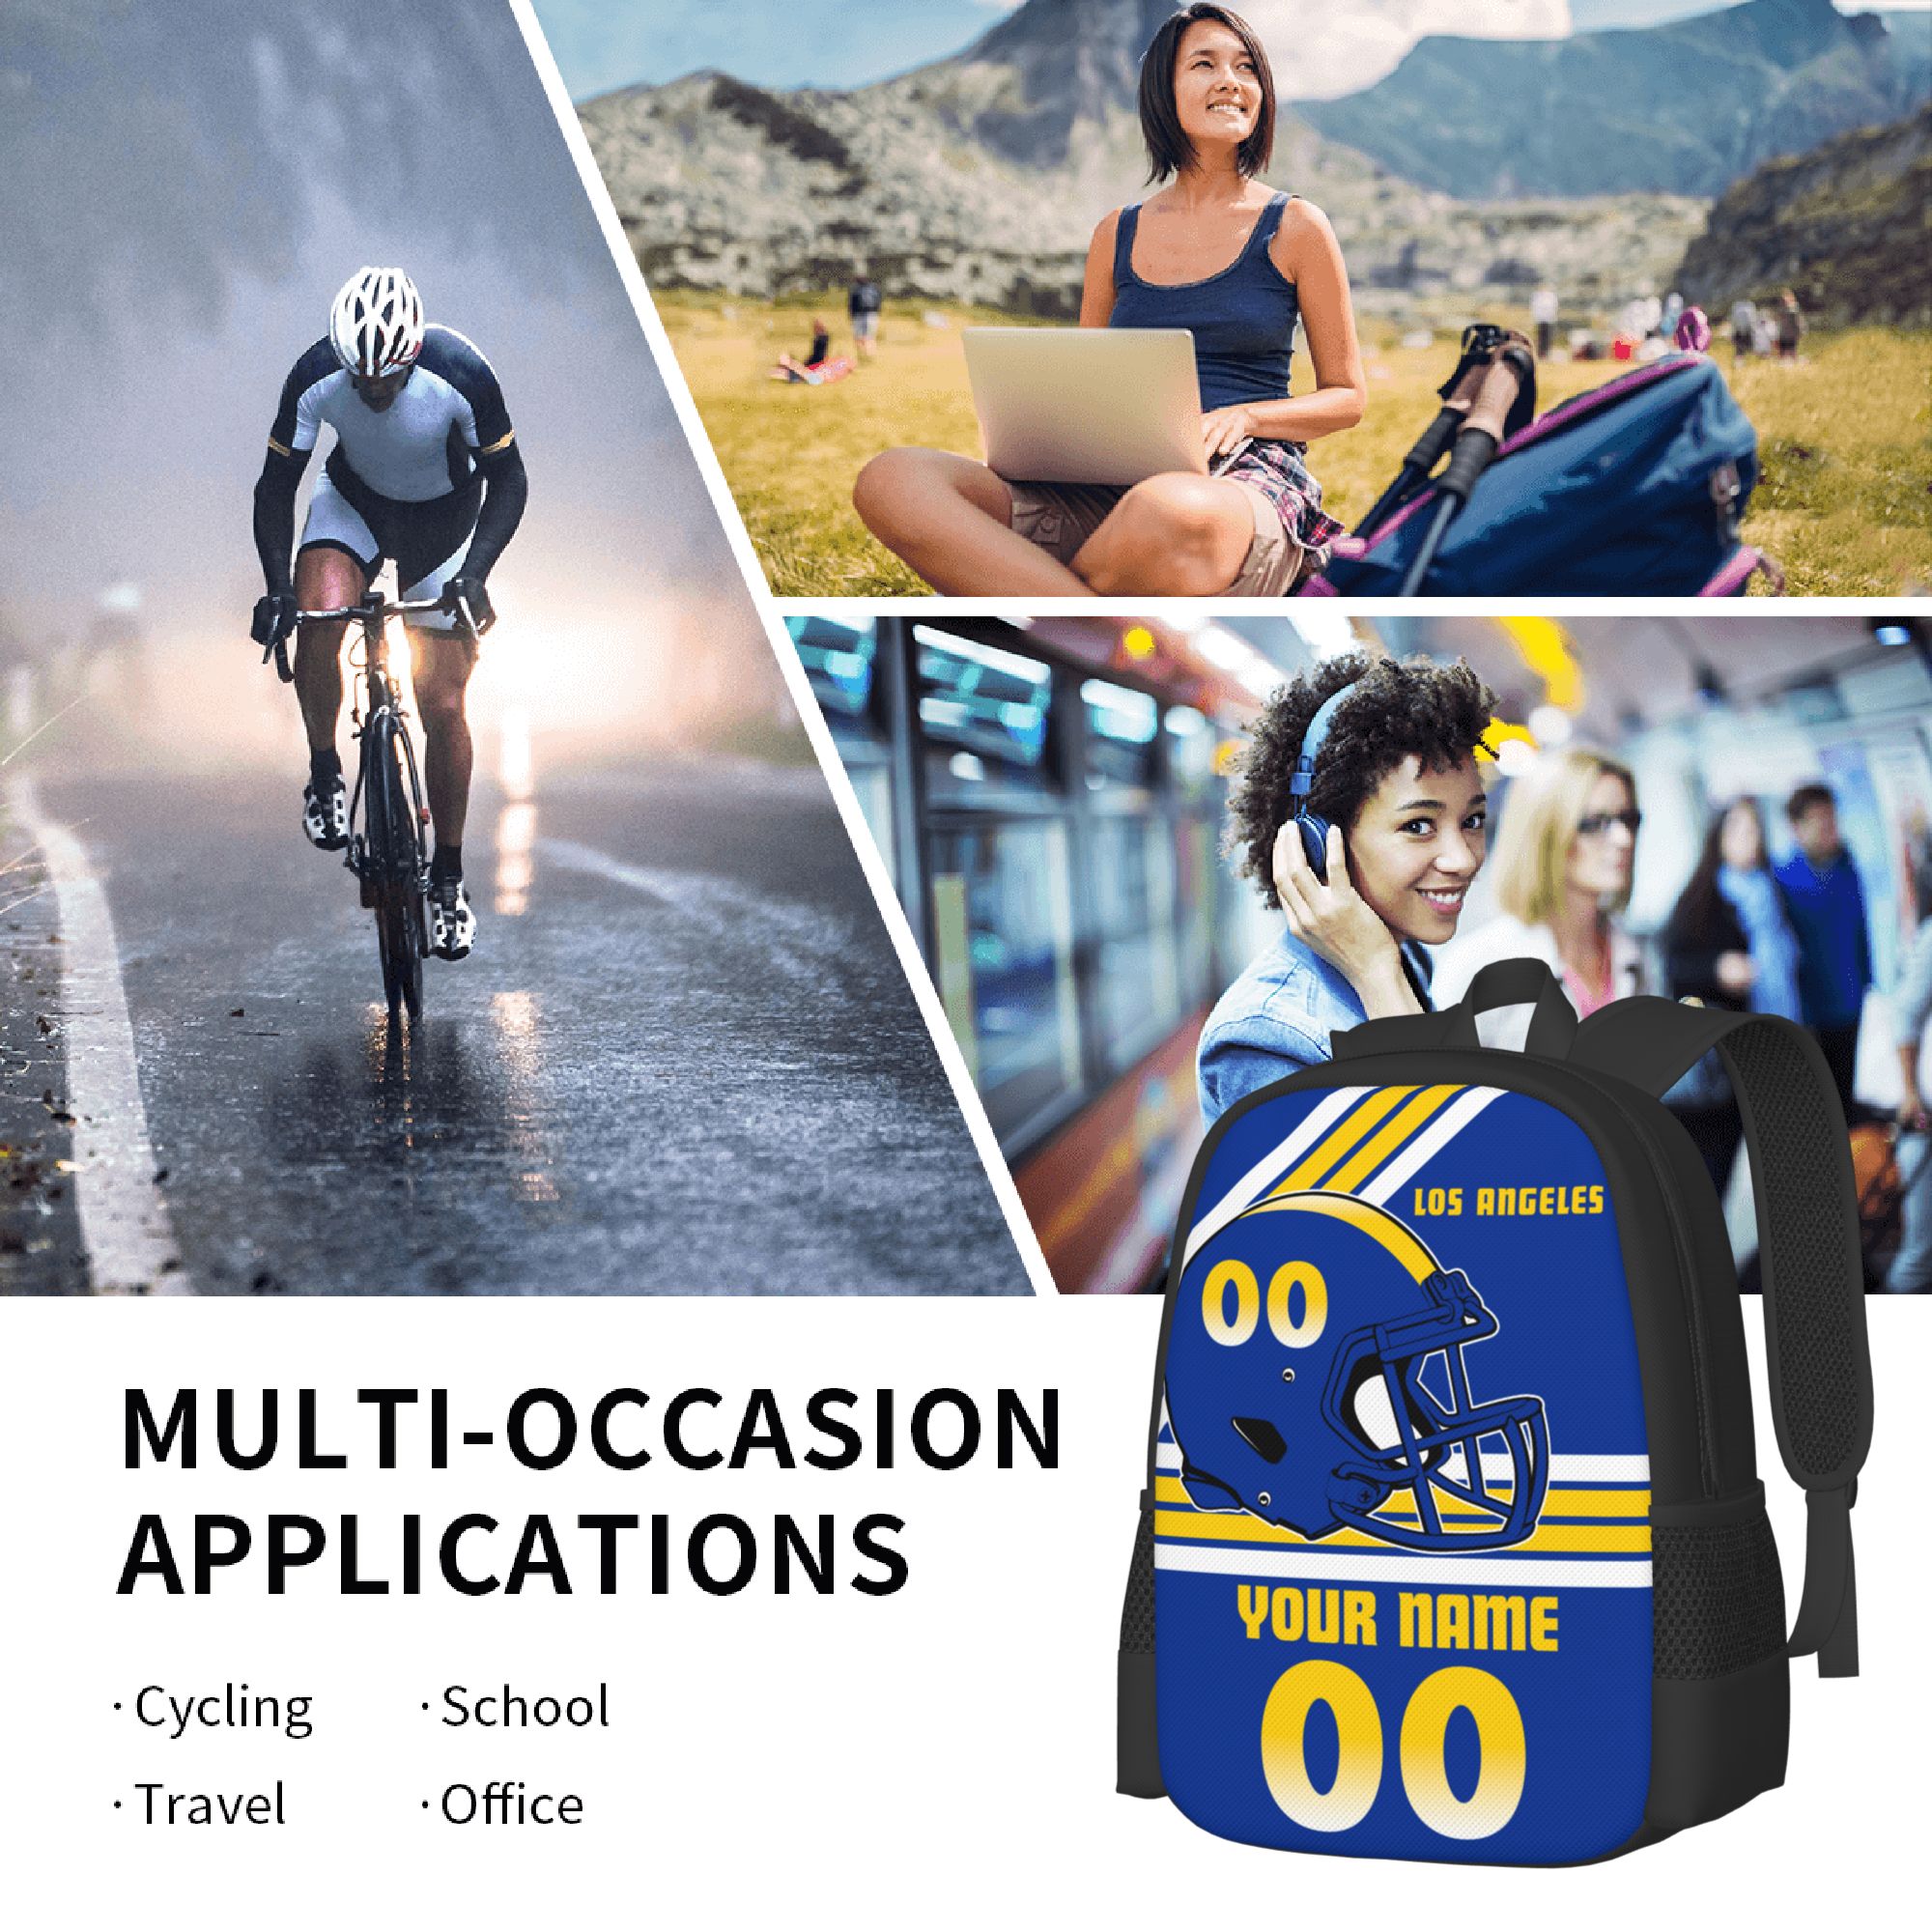 LOS ANGELES
00
MULTI-OCCASION
APPLICATIONS
YOUR NAME
00
· Cycling
· School
· Travel
· Office